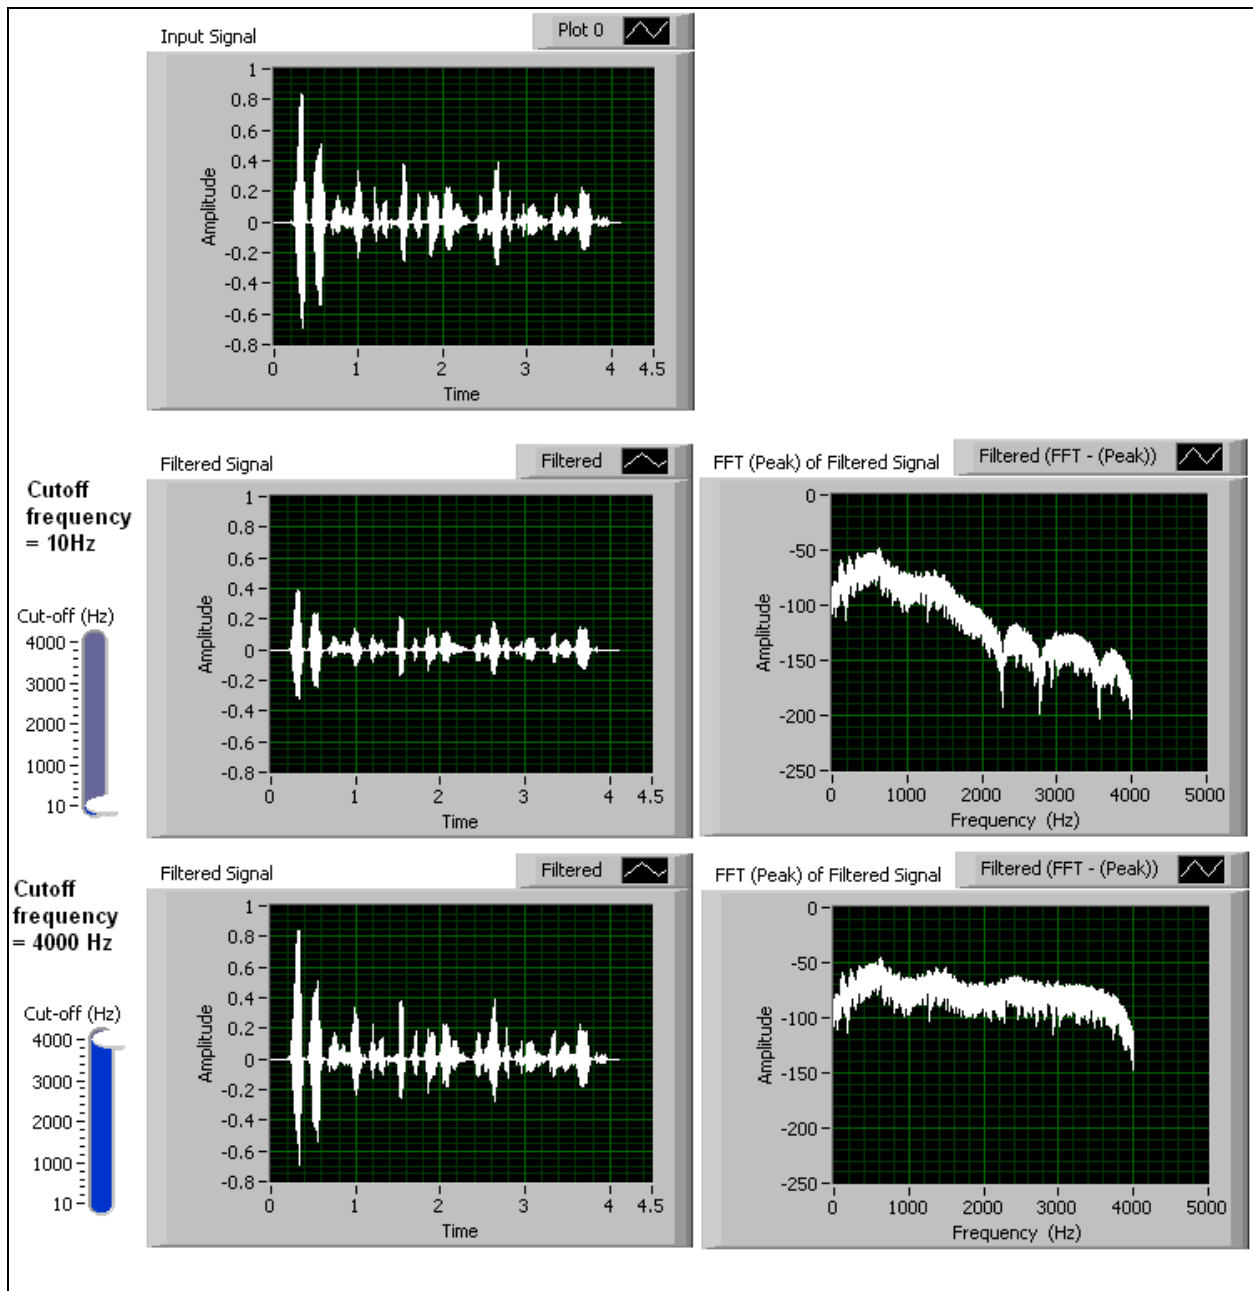 Input Signal
Plot 0
1
0.8
0.6
0.4
0.2
0
-0.2
-0.4
-0.6
-0.8
Amplitude
0 1 2 3 4 4.5
Time
Cutoff
frequency
= 10Hz
Cut-off (Hz)
4000
3000
2000
1000
10
Filtered Signal
Filtered
1
0.8
0.6
0.4
0.2
0
-0.2
-0.4
-0.6
-0.8
Amplitude
0 1 2 3 4 4.5
Time
FFT (Peak) of Filtered Signal
Filtered (FFT - (Peak))
0
-50
-100
-150
-200
-250
Amplitude
0 1000 2000 3000 4000 5000
Frequency (Hz)
Cutoff
frequency
= 4000 Hz
Cut-off (Hz)
4000
3000
2000
1000
10
Filtered Signal
Filtered
1
0.8
0.6
0.4
0.2
0
-0.2
-0.4
-0.6
-0.8
Amplitude
0 1 2 3 4 4.5
Time
FFT (Peak) of Filtered Signal
Filtered (FFT - (Peak))
0
-50
-100
-150
-200
-250
Amplitude
0 1000 2000 3000 4000 5000
Frequency (Hz)